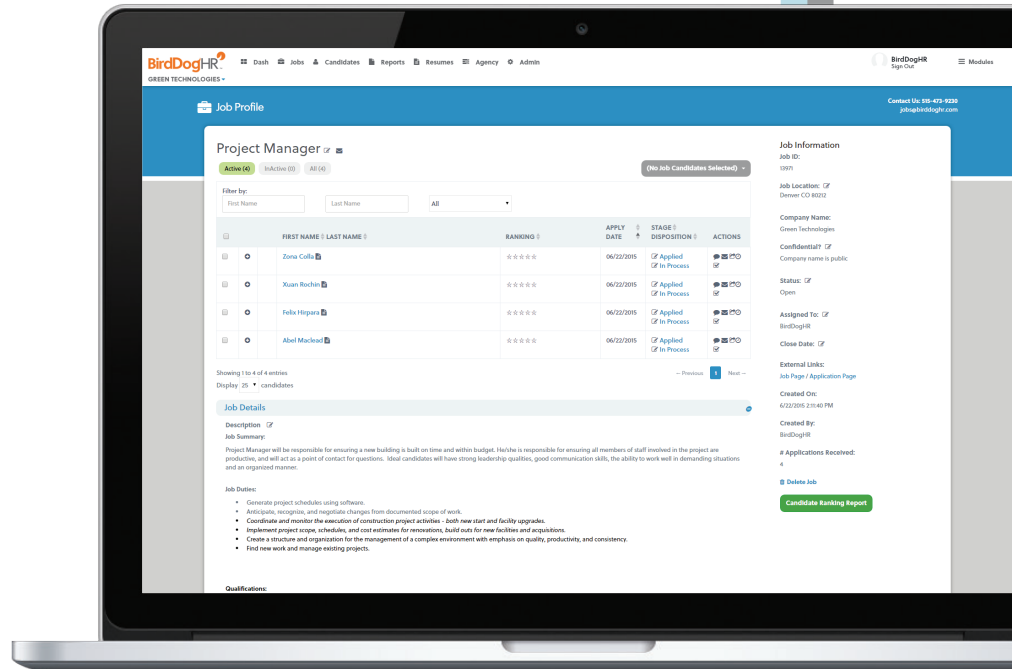 BirdDogHR
Dash Jobs Candidates Reports Resumes Agency Admin
BirdDogHR
Sign Out
Modules
GREEN TECHNOLOGIES
Job Profile
Contact Us: 515-473-9230
jobs@birddoghr.com
Project Manager
Active (4) InActive (0) All (4)
(No Job Candidates Selected)
Filter by:
First Name Last Name All
FIRST NAME LAST NAME RANKING APPLY DATE STAGE DISPOSITION ACTIONS
Zona Colla 06/22/2015 Applied
In Process
Xuan Rochin 06/22/2015 Applied
In Process
Felix Hirpara 06/22/2015 Applied
In Process
Abel Maclead 06/22/2015 Applied
In Process
Showing 1 to 4 of 4 entries
← Previous 1 Next →
Display 25 candidates
Job Details
Description
Job Summary:
Project Manager will be responsible for ensuring a new building is built on time and within budget. He/she is responsible for ensuring all members of staff involved in the project are
productive, and will act as a point of contact for questions. Ideal candidates will have strong leadership qualities, good communication skills, the ability to work well in demanding situations
and an organized manner.
Job Duties:
• Generate project schedules using software.
• Anticipate, recognize, and negotiate changes from documented scope of work.
• Coordinate and monitor the execution of construction project activities - both new start and facility upgrades.
• Implement project scope, schedules, and cost estimates for renovations, build outs for new facilities and acquisitions.
• Create a structure and organization for the management of a complex environment with emphasis on quality, productivity, and consistency.
• Find new work and manage existing projects.
Qualifications:
Job Information
Job ID:
13971
Job Location:
Denver CO 80212
Company Name:
Green Technologies
Confidential?
Company name is public
Status:
Open
Assigned To:
BirdDogHR
Close Date:
External Links:
Job Page / Application Page
Created On:
6/22/2015 2:11:40 PM
Created By:
BirdDogHR
# Applications Received:
4
Delete Job
Candidate Ranking Report